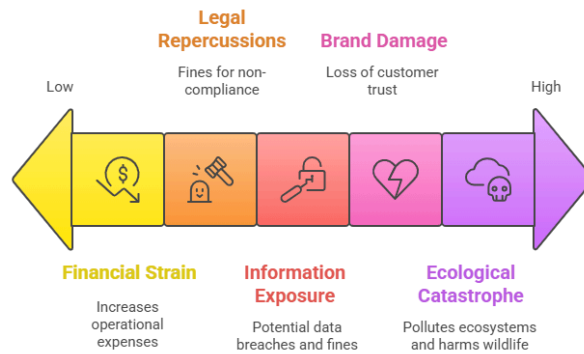 Legal
Repercussions
Fines for non-
compliance
Brand Damage
Loss of customer
trust
Low
High
$
Financial Strain
Increases
operational
expenses
Information
Exposure
Potential data
breaches and fines
Ecological
Catastrophe
Pollutes ecosystems
and harms wildlife